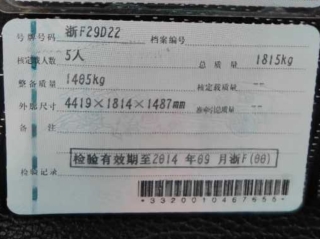 号牌号码 浙F29D22 档案编号
核定载人数 5人 总质量 1815kg
整备质量 1405kg 核定载质量 --
外廓尺寸 4419×1814×1487mm 准牵引总质量 --
备注
检验有效期至2014年09月浙F(00)
检验记录
*3320010467655*